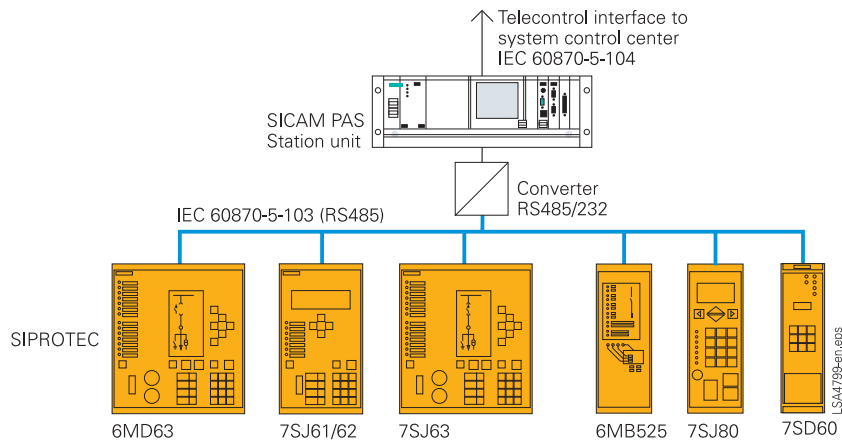 Telecontrol interface to
system control center
IEC 60870-5-104
SICAM PAS
Station unit
Converter
RS485/232
IEC 60870-5-103 (RS485)
SIPROTEC
6MD63
7SJ61/62
7SJ63
6MB525
7SJ80
7SD60
LSA4799-en.eps